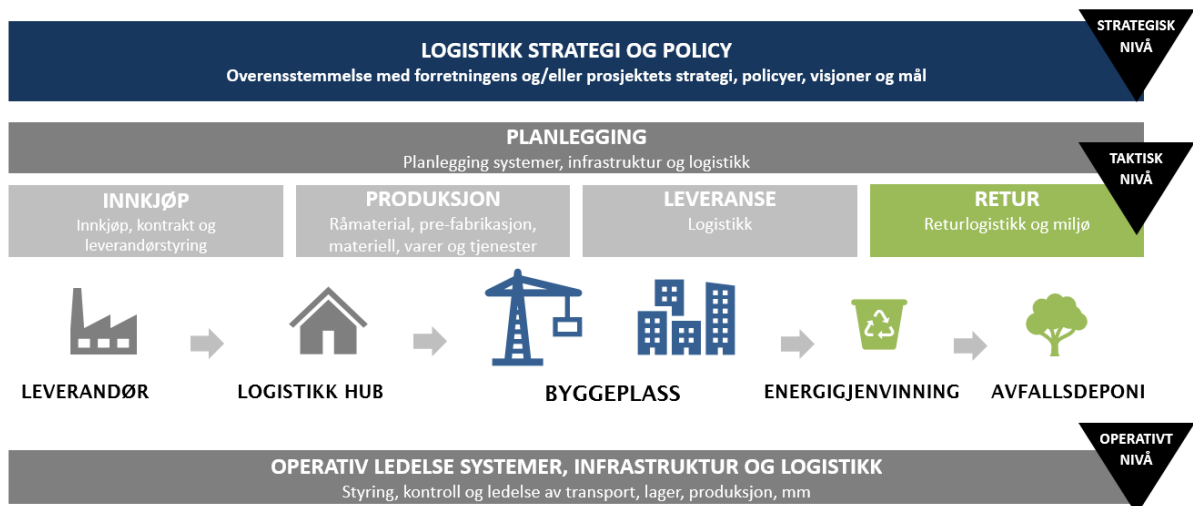 STRATEGISK
NIVÅ
LOGISTIKK STRATEGI OG POLICY
Overensstemmelse med forretningens og/eller prosjektets strategi, policyer, visjoner og mål
PLANLEGGING
Planlegging systemer, infrastruktur og logistikk
TAKTISK
NIVÅ
INNKJØP
Innkjøp, kontrakt og
leverandørstyring
PRODUKSJON
Råmaterial, pre-fabrikasjon,
materiell, varer og tjenester
LEVERANSE
Logistikk
RETUR
Returlogistikk og miljø
LEVERANDØR
LOGISTIKK HUB
BYGGEPLASS
ENERGIGJENVINNING
AVFALLSDEPONI
OPERATIVT
NIVÅ
OPERATIV LEDELSE SYSTEMER, INFRASTRUKTUR OG LOGISTIKK
Styring, kontroll og ledelse av transport, lager, produksjon, mm